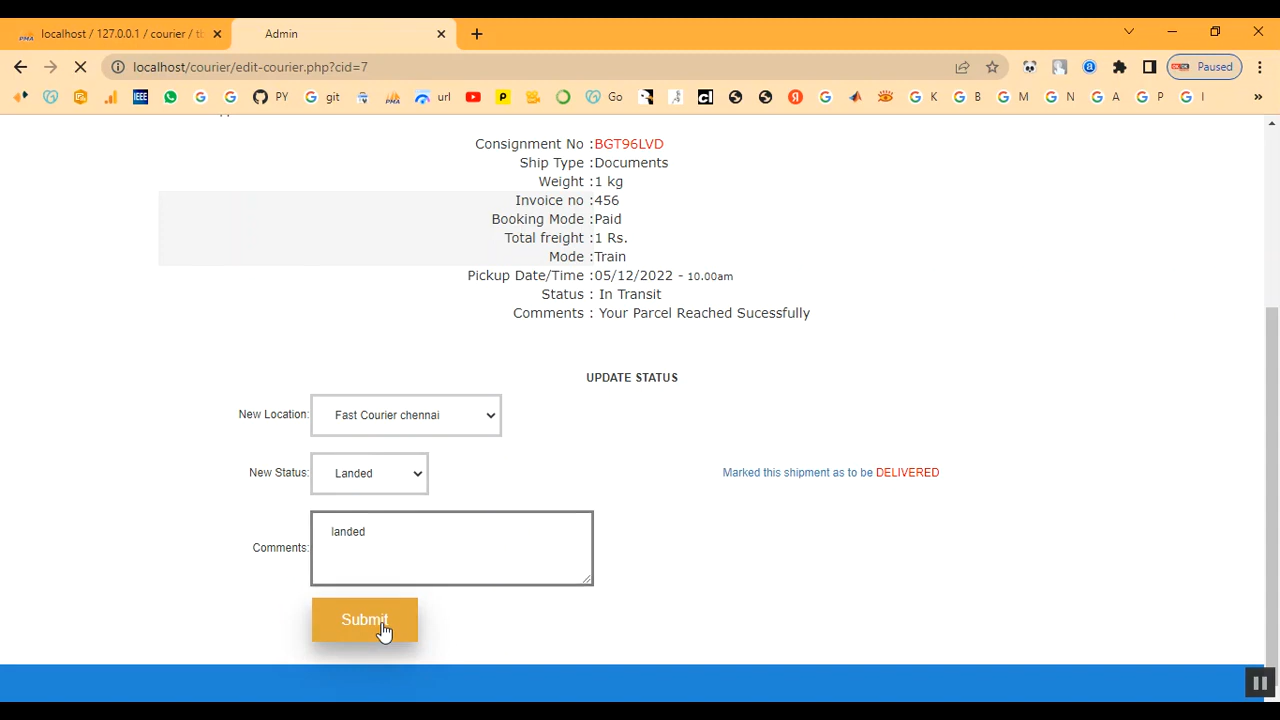 localhost / 127.0.0.1 / courier / tb
Admin
localhost/courier/edit-courier.php?cid=7
Paused
IEEE
PY
git
url
Go
K
B
M
N
A
P
I
»
Consignment No :BGT96LVD
Ship Type :Documents
Weight :1 kg
Invoice no :456
Booking Mode :Paid
Total freight :1 Rs.
Mode :Train
Pickup Date/Time :05/12/2022 - 10.00am
Status : In Transit
Comments : Your Parcel Reached Sucessfully
UPDATE STATUS
New Location: Fast Courier chennai
New Status: Landed
Marked this shipment as to be DELIVERED
Comments: landed
Submit